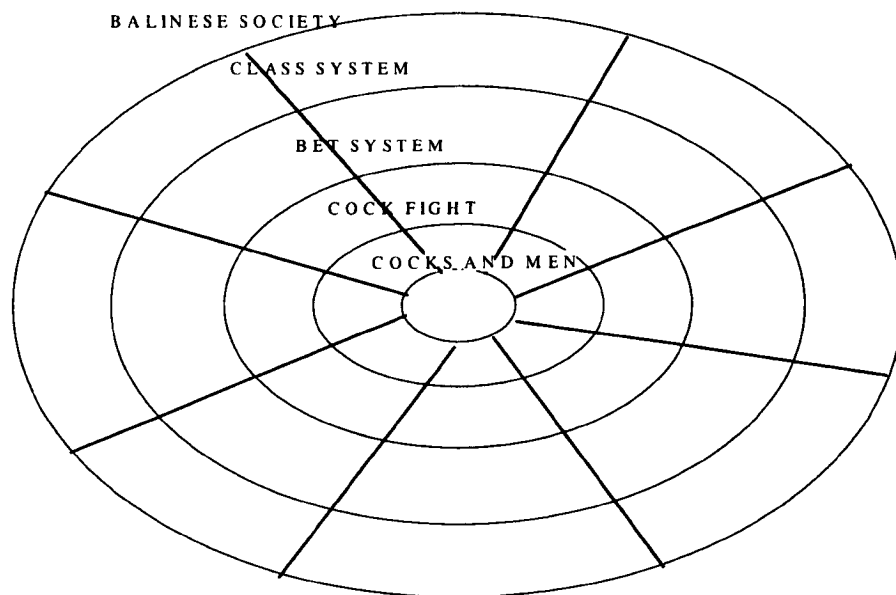 BALINESE SOCIETY
CLASS SYSTEM
BET SYSTEM
COCK FIGHT
COCKS AND MEN